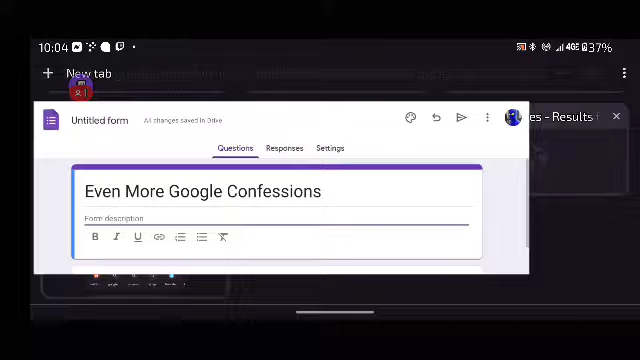 10:04
4GE 37%
New tab
es - Results f
Untitled form
All changes saved in Drive
Questions Responses Settings
Even More Google Confessions
Form description
B I U